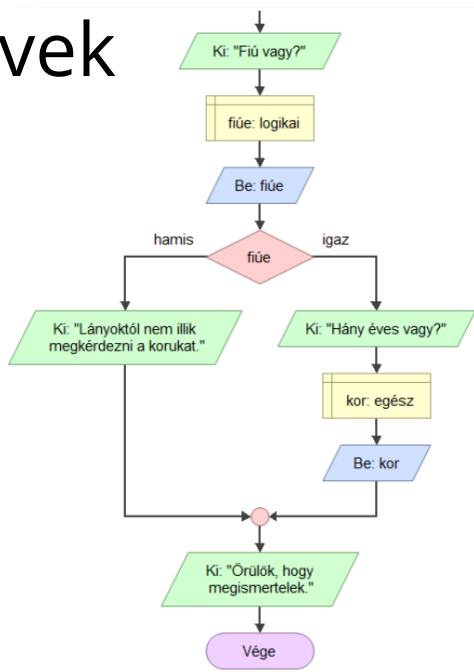 vek
Ki: "Fiú vagy?"
fiúe: logikai
Be: fiúe
hamis
igaz
fiúe
Ki: "Lányoktól nem illik
megkérdezni a korukat."
Ki: "Hány éves vagy?"
kor: egész
Be: kor
Ki: "Örülök, hogy
megismertelek."
Vége